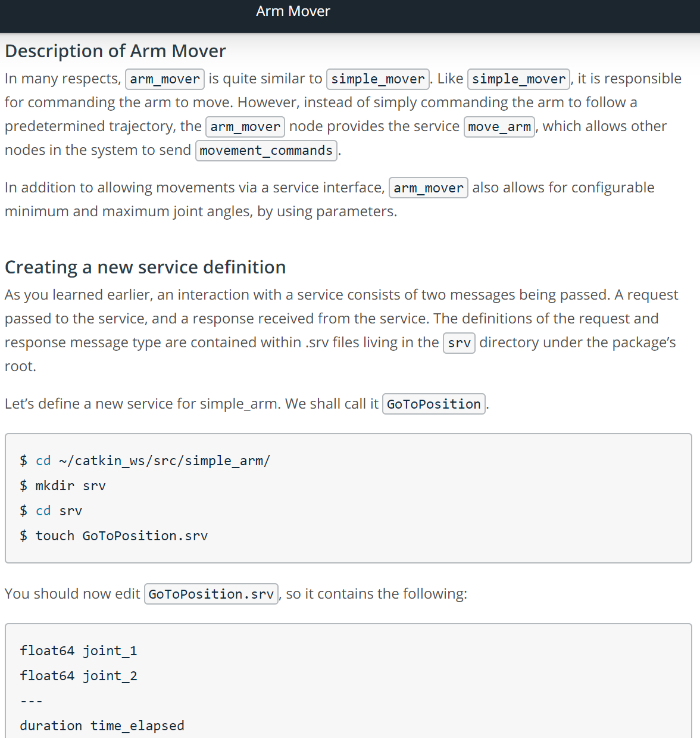 Arm Mover
Description of Arm Mover
In many respects, arm_mover is quite similar to simple_mover. Like simple_mover, it is responsible
for commanding the arm to move. However, instead of simply commanding the arm to follow a
predetermined trajectory, the arm_mover node provides the service move_arm, which allows other
nodes in the system to send movement_commands.
In addition to allowing movements via a service interface, arm_mover also allows for configurable
minimum and maximum joint angles, by using parameters.
Creating a new service definition
As you learned earlier, an interaction with a service consists of two messages being passed. A request
passed to the service, and a response received from the service. The definitions of the request and
response message type are contained within .srv files living in the srv directory under the package’s
root.
Let’s define a new service for simple_arm. We shall call it GoToPosition.
$ cd ~/catkin_ws/src/simple_arm/
$ mkdir srv
$ cd srv
$ touch GoToPosition.srv
You should now edit GoToPosition.srv, so it contains the following:
float64 joint_1
float64 joint_2
---
duration time_elapsed